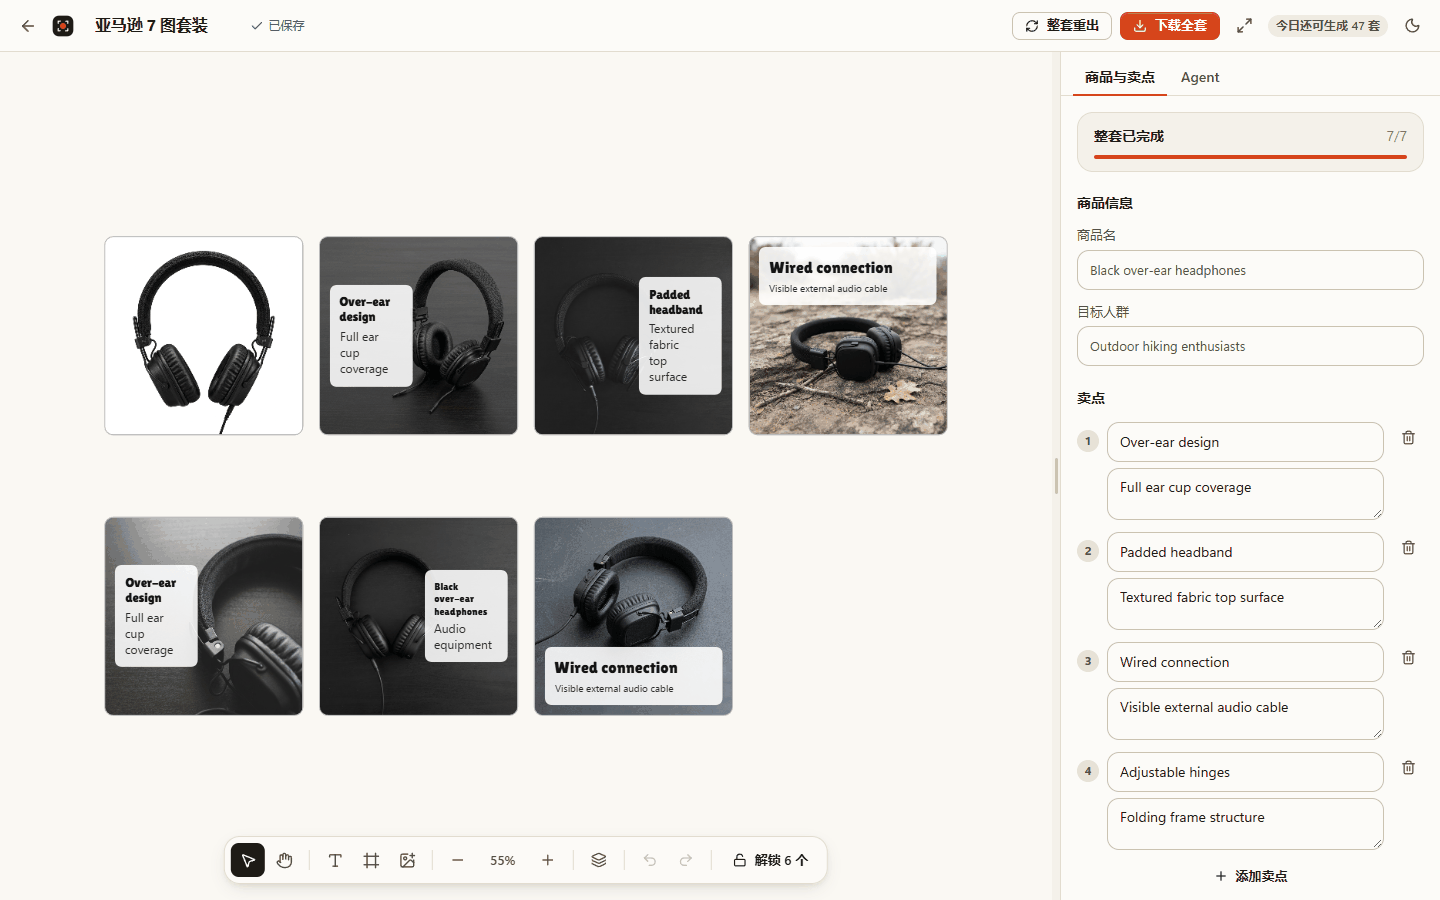 亚马逊 7 图套装
已保存
整套重出
下载全套
今日还可生成 47 套
商品与卖点
Agent
整套已完成
7/7
商品信息
商品名
Black over-ear headphones
目标人群
Outdoor hiking enthusiasts
卖点
1
Over-ear design
Full ear cup coverage
2
Padded headband
Textured fabric top surface
3
Wired connection
Visible external audio cable
4
Adjustable hinges
Folding frame structure
添加卖点
Over-ear
design
Full ear
cup
coverage
Padded
headband
Textured
fabric
top
surface
Wired connection
Visible external audio cable
Over-ear
design
Full ear
cup
coverage
Black
over-ear
headphones
Audio
equipment
Wired connection
Visible external audio cable
55%
解锁 6 个